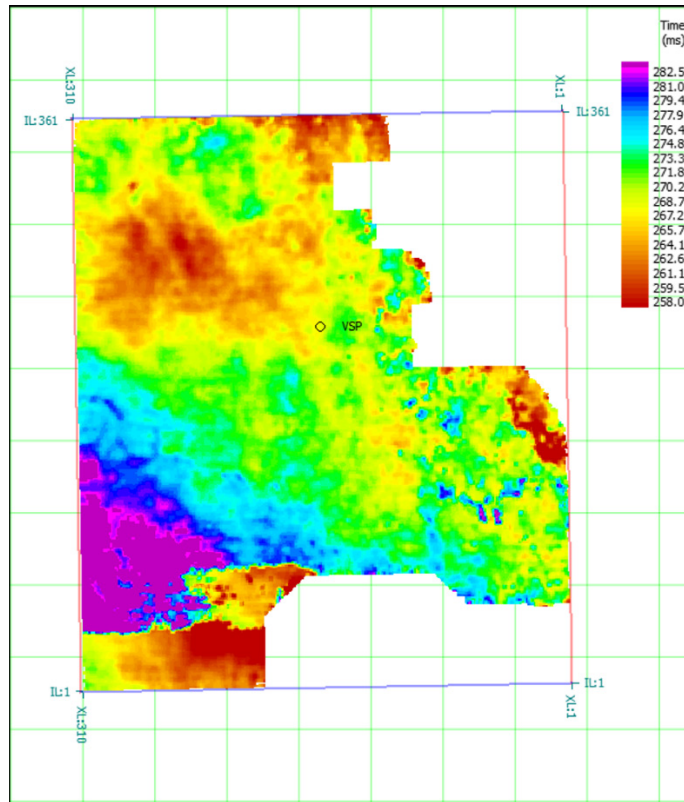 Time
(ms)
XL:310
XL:1
IL:361
IL:361
282.5
281.0
279.4
277.9
276.4
274.8
273.3
271.8
270.2
268.7
267.2
265.7
264.1
262.6
261.1
259.5
258.0
VSP
IL:1
IL:1
XL:310
XL:1